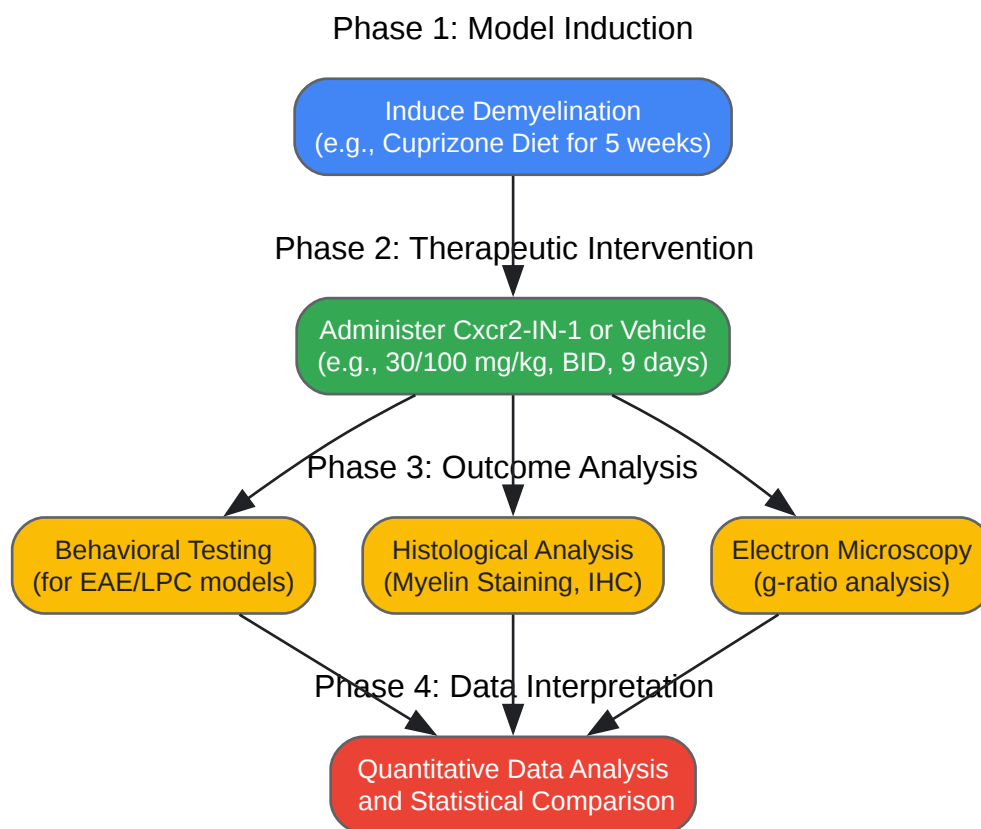 Phase 1: Model Induction
Induce Demyelination
(e.g., Cuprizone Diet for 5 weeks)
Phase 2: Therapeutic Intervention
Administer Cxcr2-IN-1 or Vehicle
(e.g., 30/100 mg/kg, BID, 9 days)
Phase 3: Outcome Analysis
Behavioral Testing
(for EAE/LPC models)
Histological Analysis
(Myelin Staining, IHC)
Electron Microscopy
(g-ratio analysis)
Phase 4: Data Interpretation
Quantitative Data Analysis
and Statistical Comparison